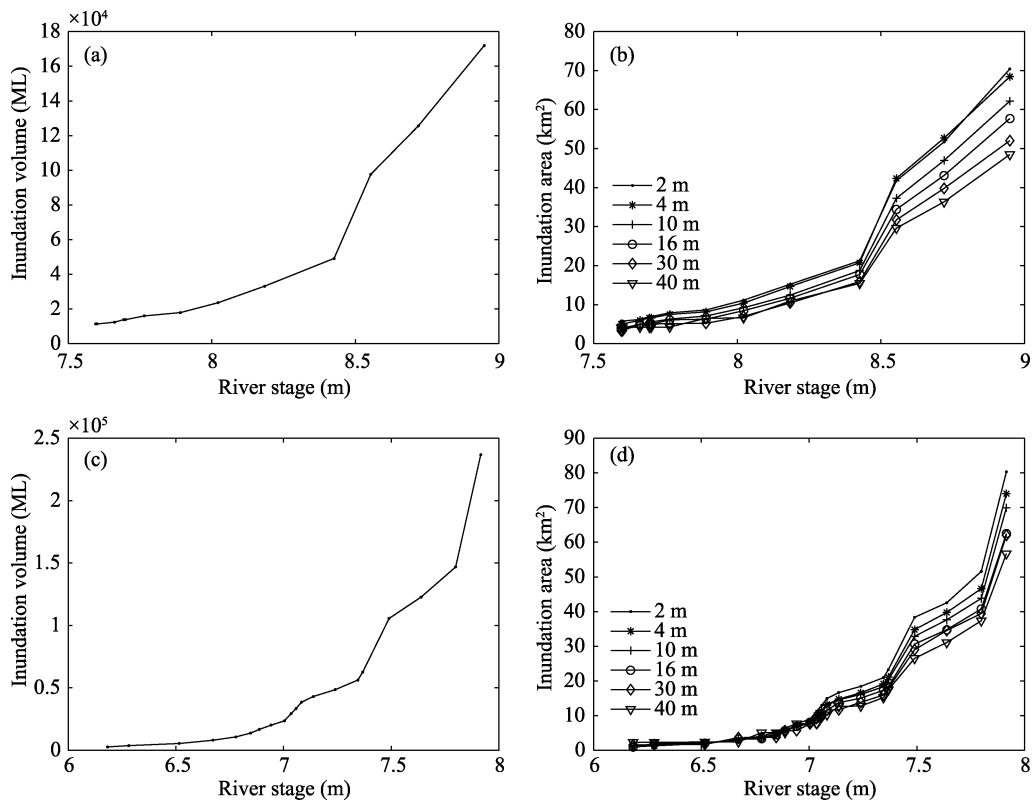 ×10⁴
18
16
14
12
10
8
6
4
2
0
7.5
8
8.5
9
(a)
Inundation volume (ML)
River stage (m)
80
70
60
50
40
30
20
10
0
7.5
8
8.5
9
(b)
Inundation area (km²)
2 m
4 m
10 m
16 m
30 m
40 m
River stage (m)
×10⁵
2.5
2
1.5
1
0.5
0
6
6.5
7
7.5
8
(c)
Inundation volume (ML)
River stage (m)
90
80
70
60
50
40
30
20
10
0
6
6.5
7
7.5
8
(d)
Inundation area (km²)
2 m
4 m
10 m
16 m
30 m
40 m
River stage (m)